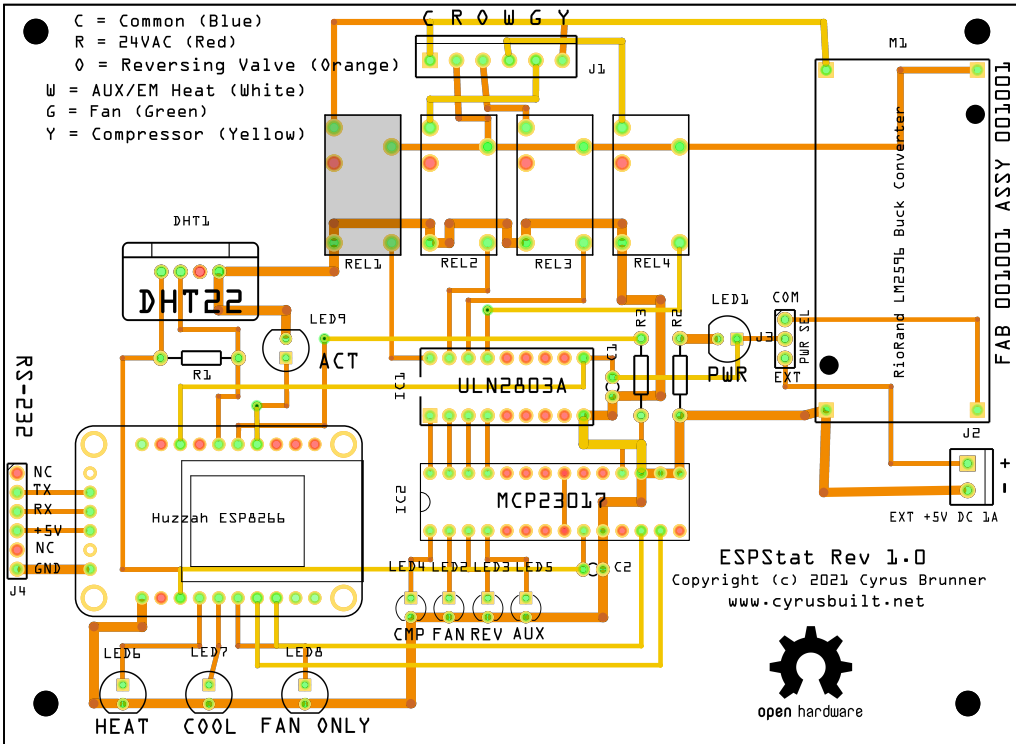 C = Common (Blue)
R = 24VAC (Red)
O = Reversing Valve (Orange)
W = AUX/EM Heat (White)
G = Fan (Green)
Y = Compressor (Yellow)
C R O W G Y
J1
M1
RioRand LM2596 Buck Converter
FAB 001001 ASSY 001001
DHT1
DHT22
REL1
REL2
REL3
REL4
LED9
ACT
R1
R3
R2
LED1
PWR
COM
J3
PWR SEL
EXT
IC1
ULN2803A
C1
RS-232
J2
+
-
EXT +5V DC 1A
NC
TX
RX
+5V
NC
GND
J4
Huzzah ESP8266
IC2
MCP23017
C2
LED4
LED2
LED3
LED5
CMP
FAN
REV
AUX
ESPStat Rev 1.0
Copyright (c) 2021 Cyrus Brunner
www.cyrusbuilt.net
LED6
LED7
LED8
HEAT
COOL
FAN ONLY
open hardware